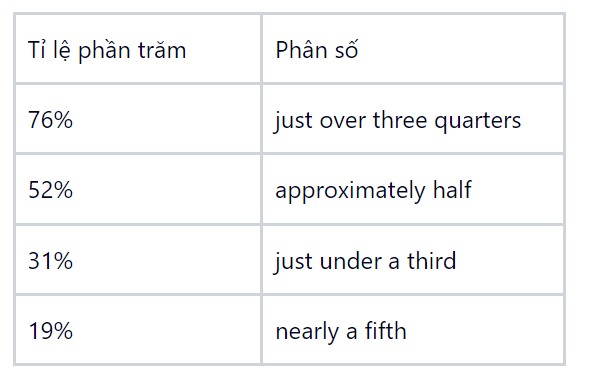 Tỉ lệ phần trăm Phân số
76% just over three quarters
52% approximately half
31% just under a third
19% nearly a fifth